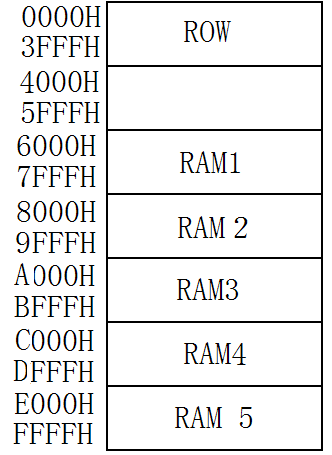 0000H
3FFFH
ROW
4000H
5FFFH
6000H
7FFFH
RAM1
8000H
9FFFH
RAM 2
A000H
BFFFH
RAM3
C000H
DFFFH
RAM4
E000H
FFFFH
RAM 5